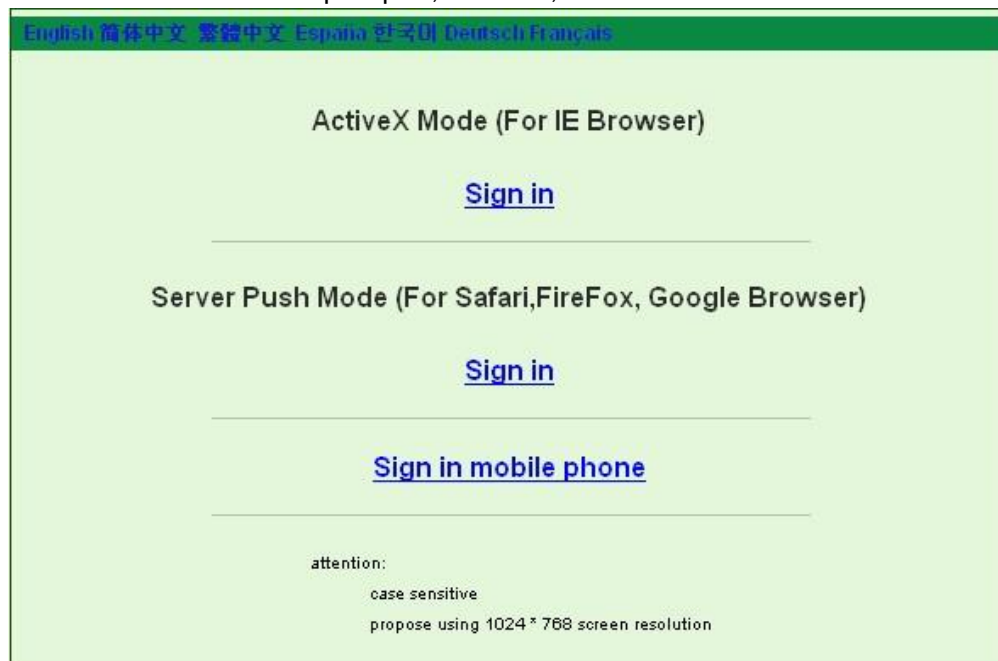 English 简体中文 繁體中文 España 한국어 Deutsch Français
ActiveX Mode (For IE Browser)
Sign in
Server Push Mode (For Safari,FireFox, Google Browser)
Sign in
Sign in mobile phone
attention:
case sensitive
propose using 1024 * 768 screen resolution